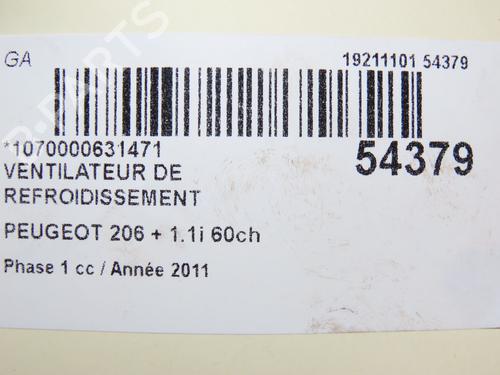 GA
19211101 54379
*1070000631471
54379
VENTILATEUR DE
REFROIDISSEMENT
PEUGEOT 206 + 1.1i 60ch
Phase 1 cc / Année 2011